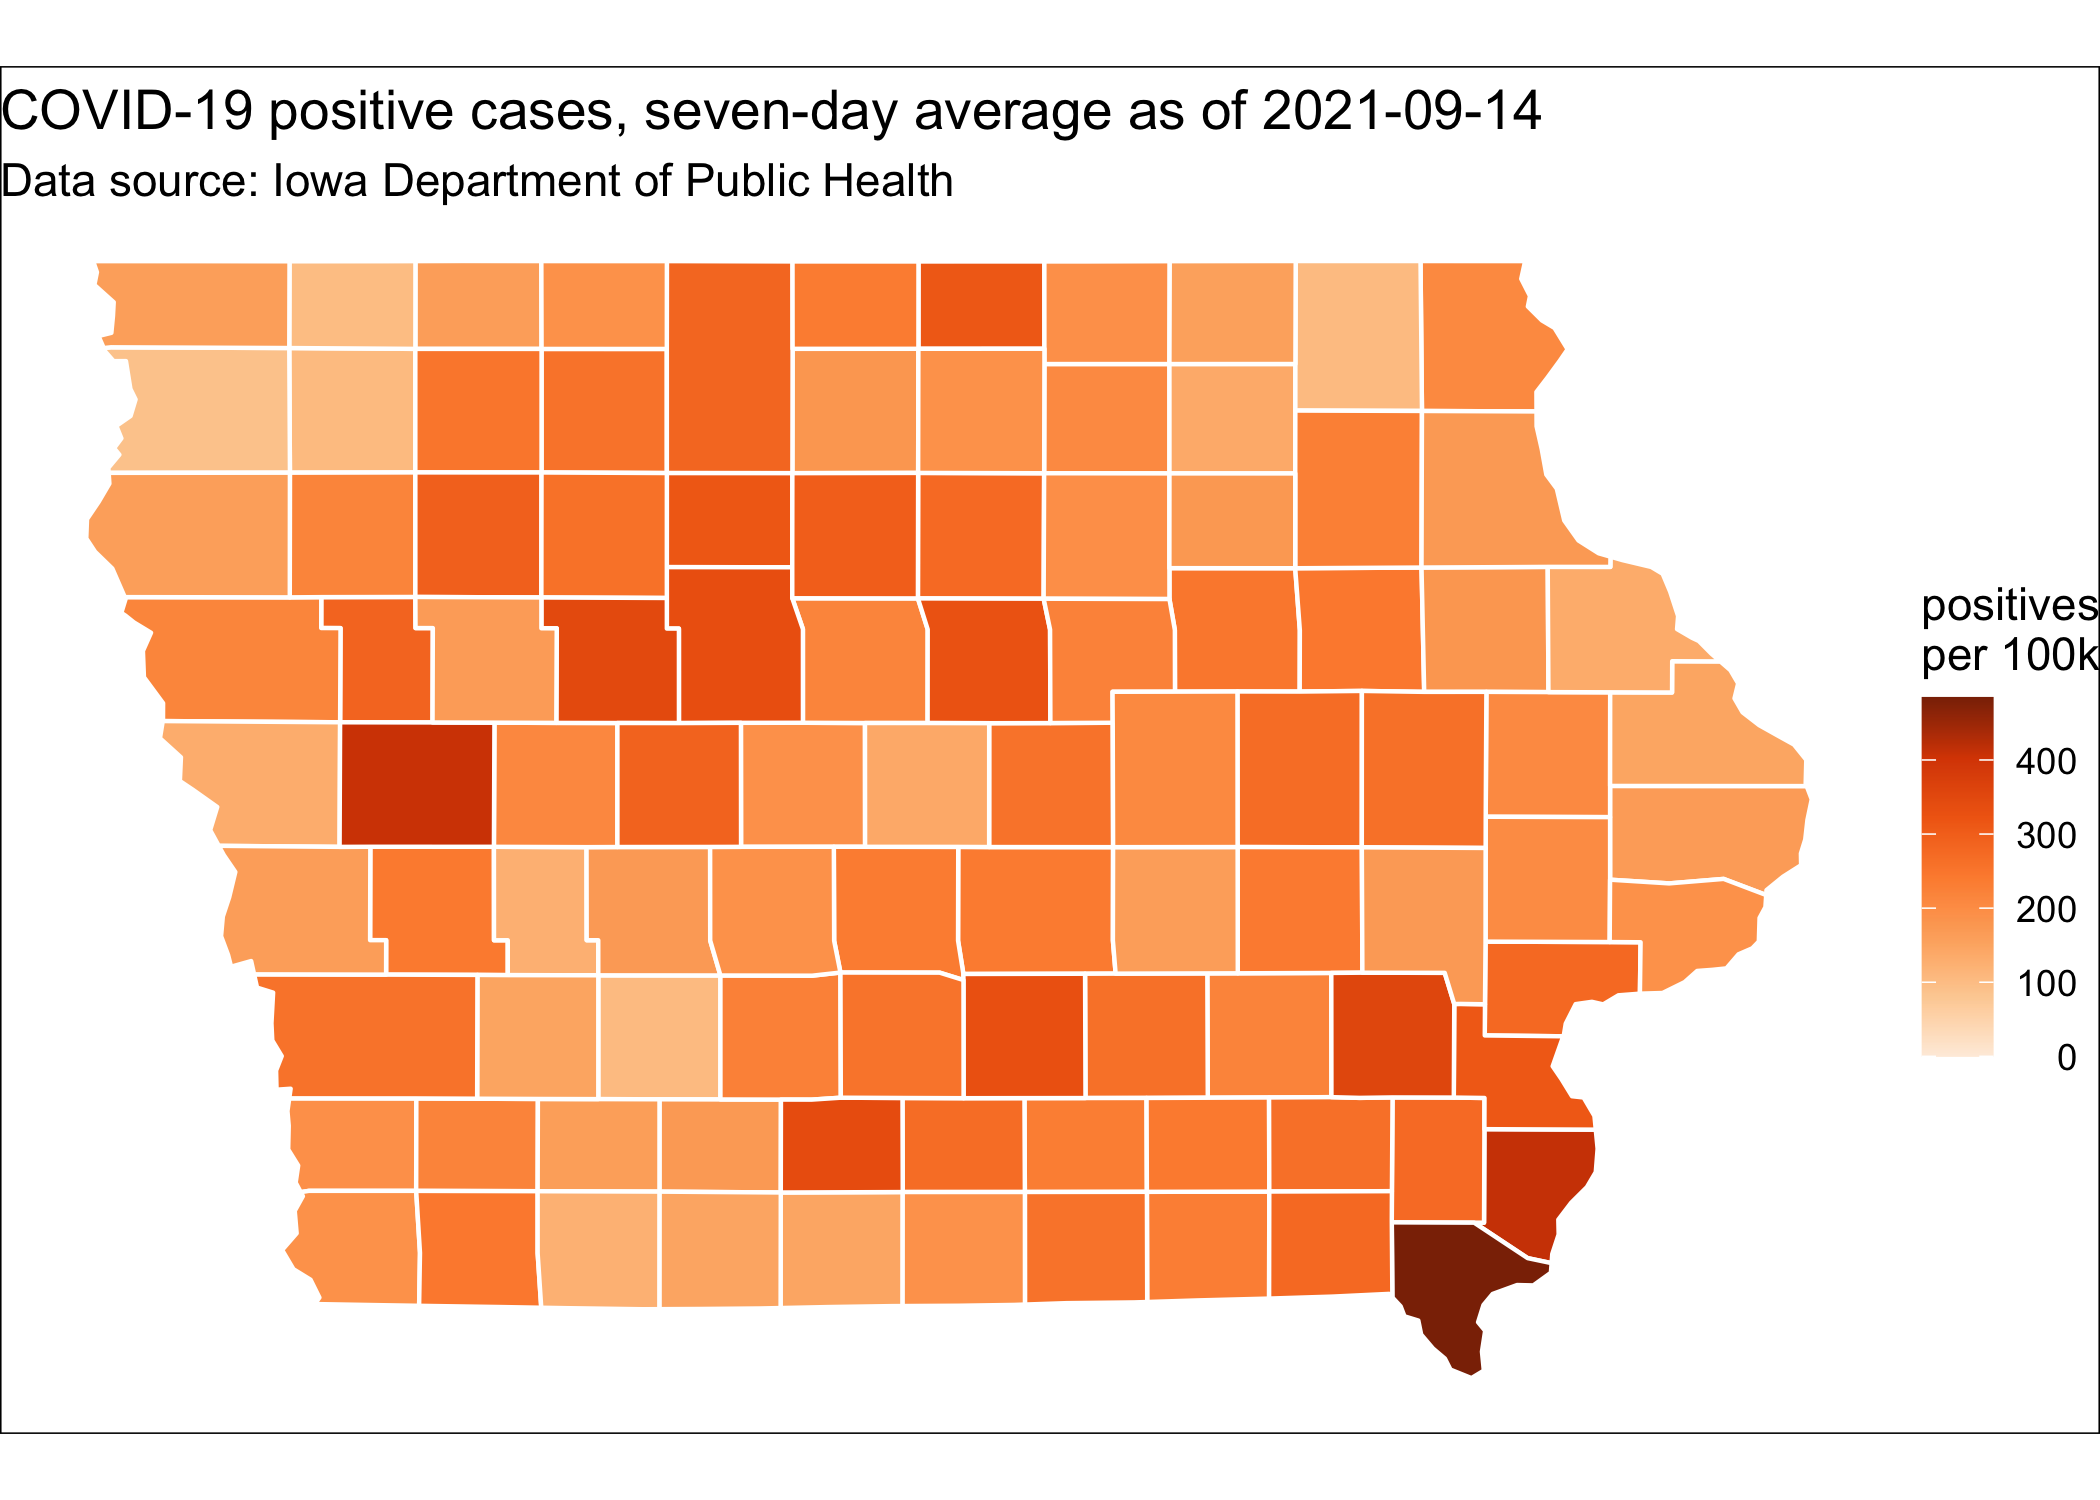 COVID-19 positive cases, seven-day average as of 2021-09-14
Data source: Iowa Department of Public Health
positives
per 100k
400
300
200
100
0